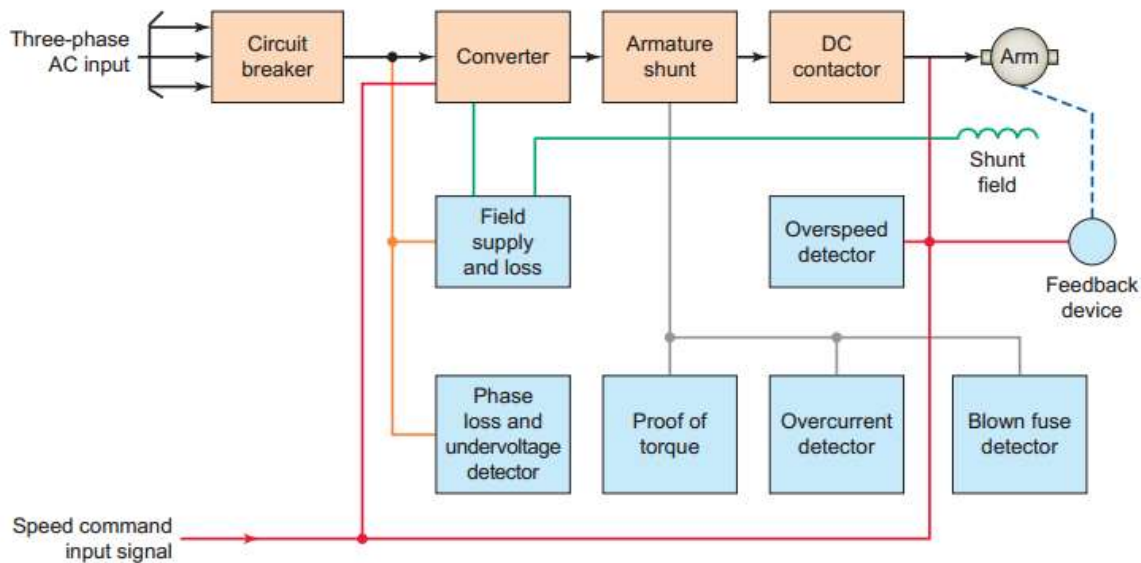 Three-phase
AC input
Circuit
breaker
Converter
Armature
shunt
DC
contactor
Arm
Shunt
field
Field
supply
and loss
Overspeed
detector
Feedback
device
Phase
loss and
undervoltage
detector
Proof of
torque
Overcurrent
detector
Blown fuse
detector
Speed command
input signal